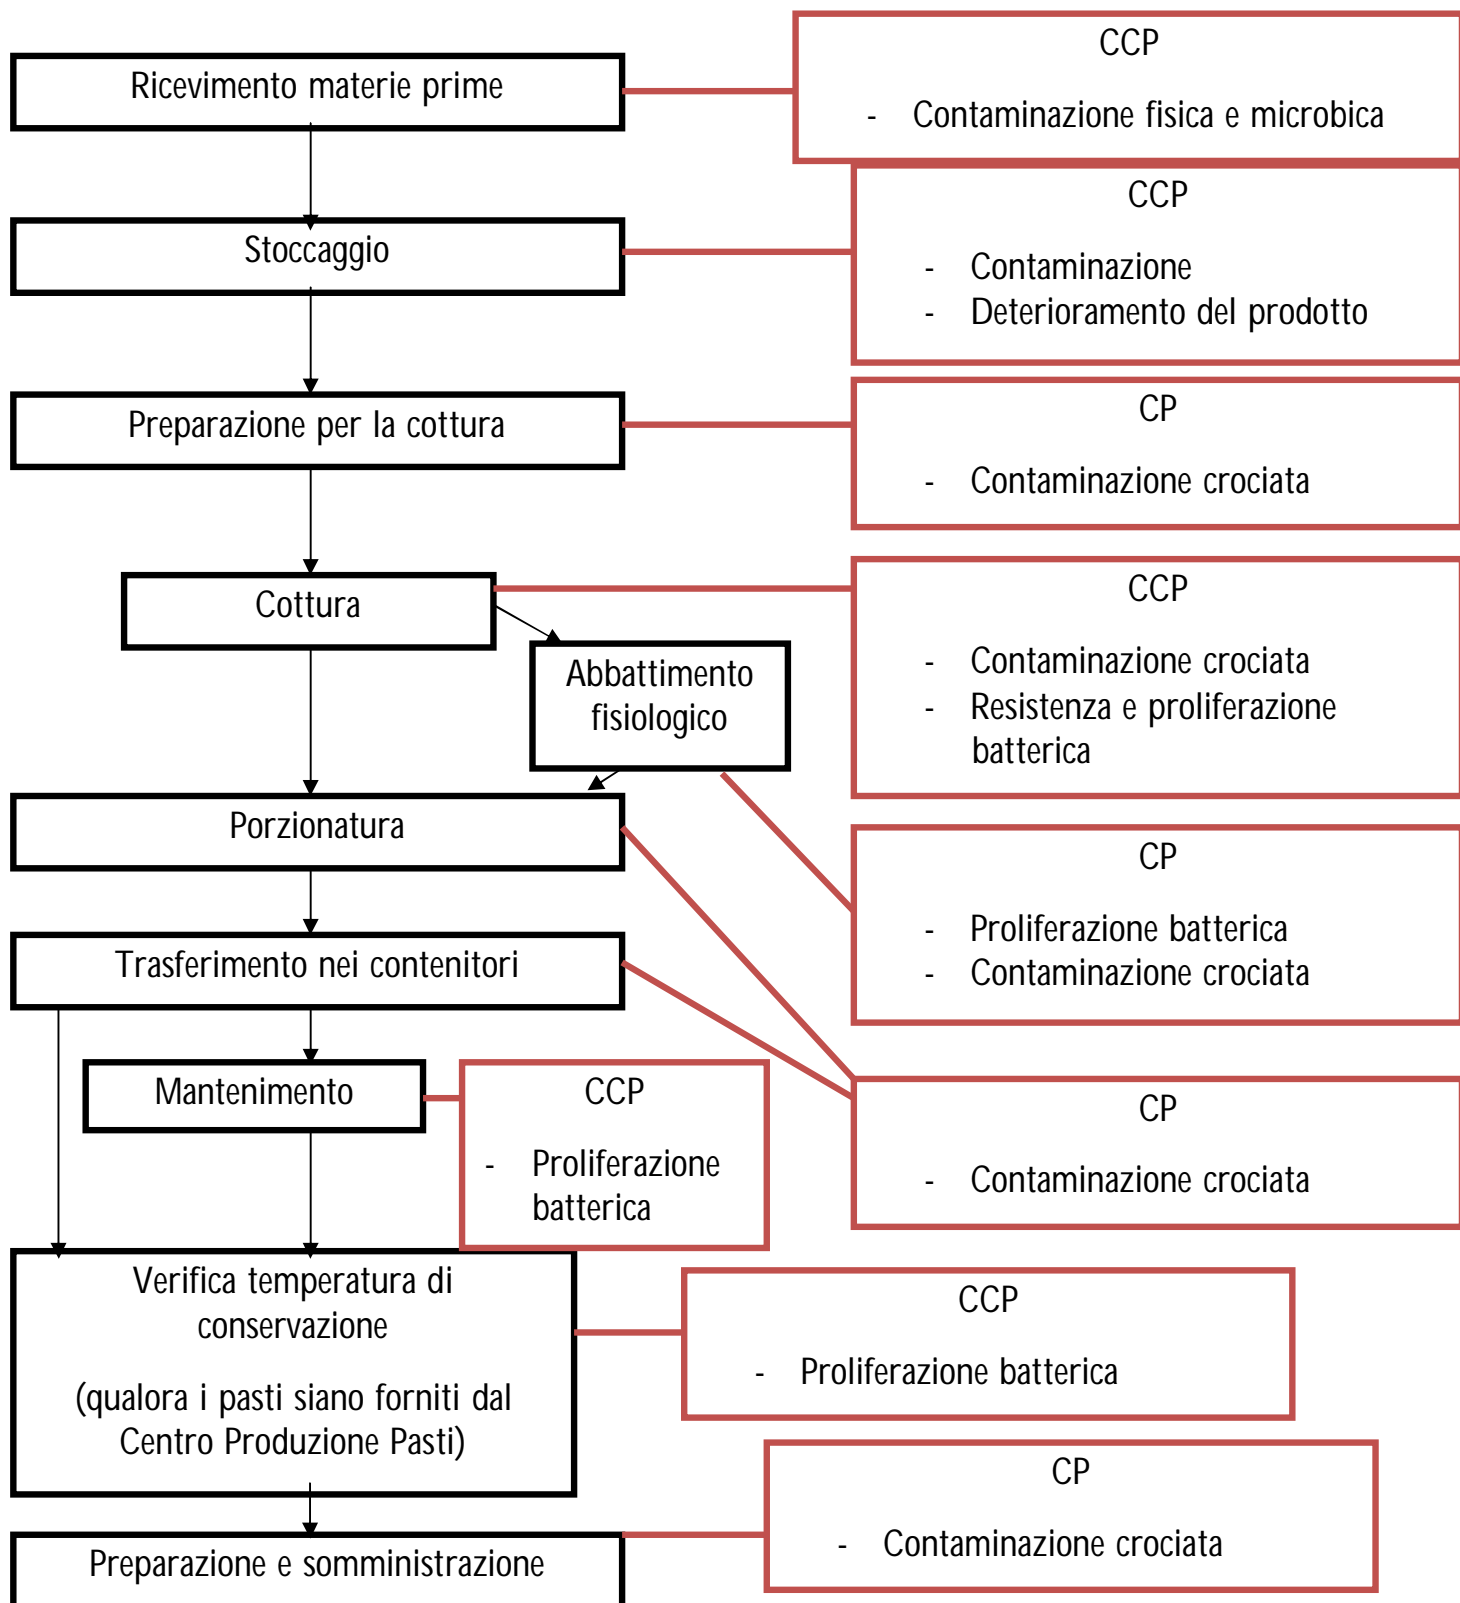 Ricevimento materie prime
CCP
- Contaminazione fisica e microbica
Stoccaggio
CCP
- Contaminazione
- Deterioramento del prodotto
Preparazione per la cottura
CP
- Contaminazione crociata
Cottura
CCP
- Contaminazione crociata
- Resistenza e proliferazione
batterica
Abbattimento
fisiologico
Porzionatura
CP
- Proliferazione batterica
- Contaminazione crociata
Trasferimento nei contenitori
Mantenimento
CCP
- Proliferazione
batterica
CP
- Contaminazione crociata
Verifica temperatura di
conservazione
(qualora i pasti siano forniti dal
Centro Produzione Pasti)
CCP
- Proliferazione batterica
Preparazione e somministrazione
CP
- Contaminazione crociata